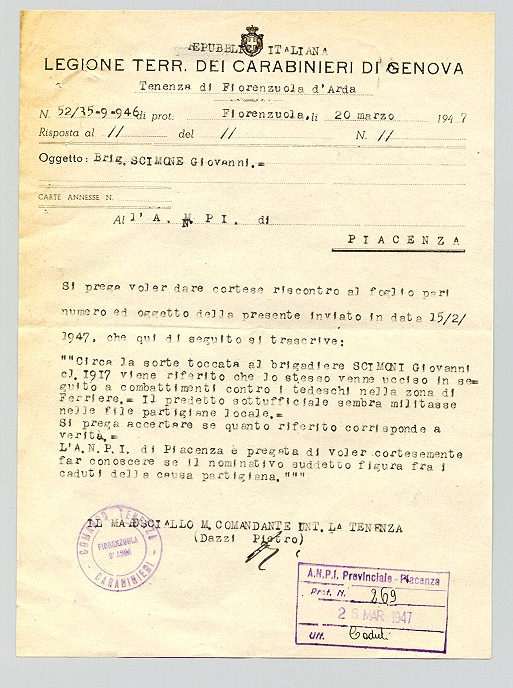 REPUBBLICA ITALIANA
LEGIONE TERR. DEI CARABINIERI DI GENOVA
Tenenza di Fiorenzuola d'Arda
N. 52/35-9-946 di prot. Fiorenzuola, li 20 marzo 1947
Risposta al // del // N. //
Oggetto: Brig. SCIMONE Giovanni.=
CARTE ANNESSE N.
Al l'A.N.P.I. di
PIACENZA
Si prega voler dare cortese riscontro al foglio pari
numero ed oggetto della presente inviato in data 15/2/
1947, che qui di seguito si trascrive:
""Circa la sorte toccata al brigadiere SCIMONI Giovanni
cl. 1917 viene riferito che lo stesso venne ucciso in se=
guito a combattimenti contro i tedeschi nella zona di
Ferriere.= Il predetto sottufficiale sembra militasse
nelle file partigiane locale.=
Si prega accertare se quanto riferito corrisponde a
verità.=
L'A.N.P.I. di Piacenza è pregata di voler cortesemente
far conoscere se il nominativo suddetto figura fra i
caduti della causa partigiana."""
IL MARESCIALLO M. COMANDANTE INT. LA TENENZA
(Dazzi Pietro)
COMANDO TENENZA
FIORENZUOLA
D'ARDA
CARABINIERI
A.N.P.I. Provinciale - Piacenza
Prot. N. 269
26 MAR 1947
Uff. Caduti